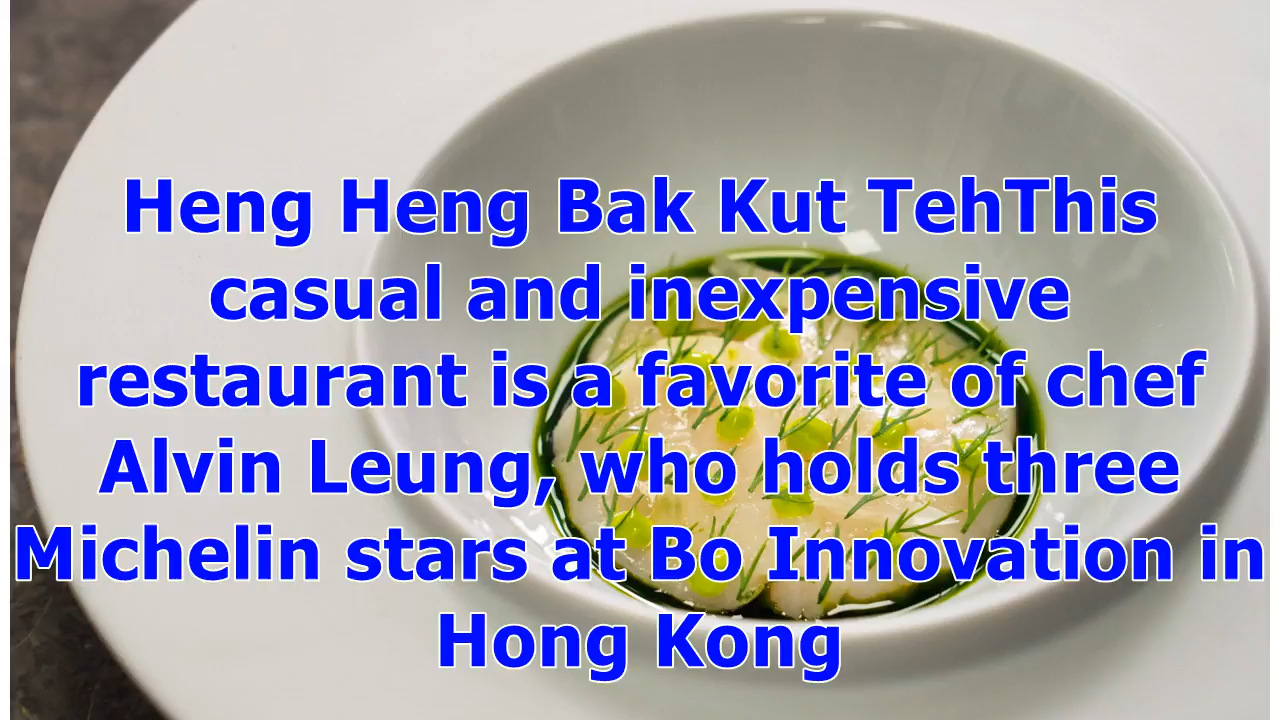 Heng Heng Bak Kut TehThis
casual and inexpensive
restaurant is a favorite of chef
Alvin Leung, who holds three
Michelin stars at Bo Innovation in
Hong Kong